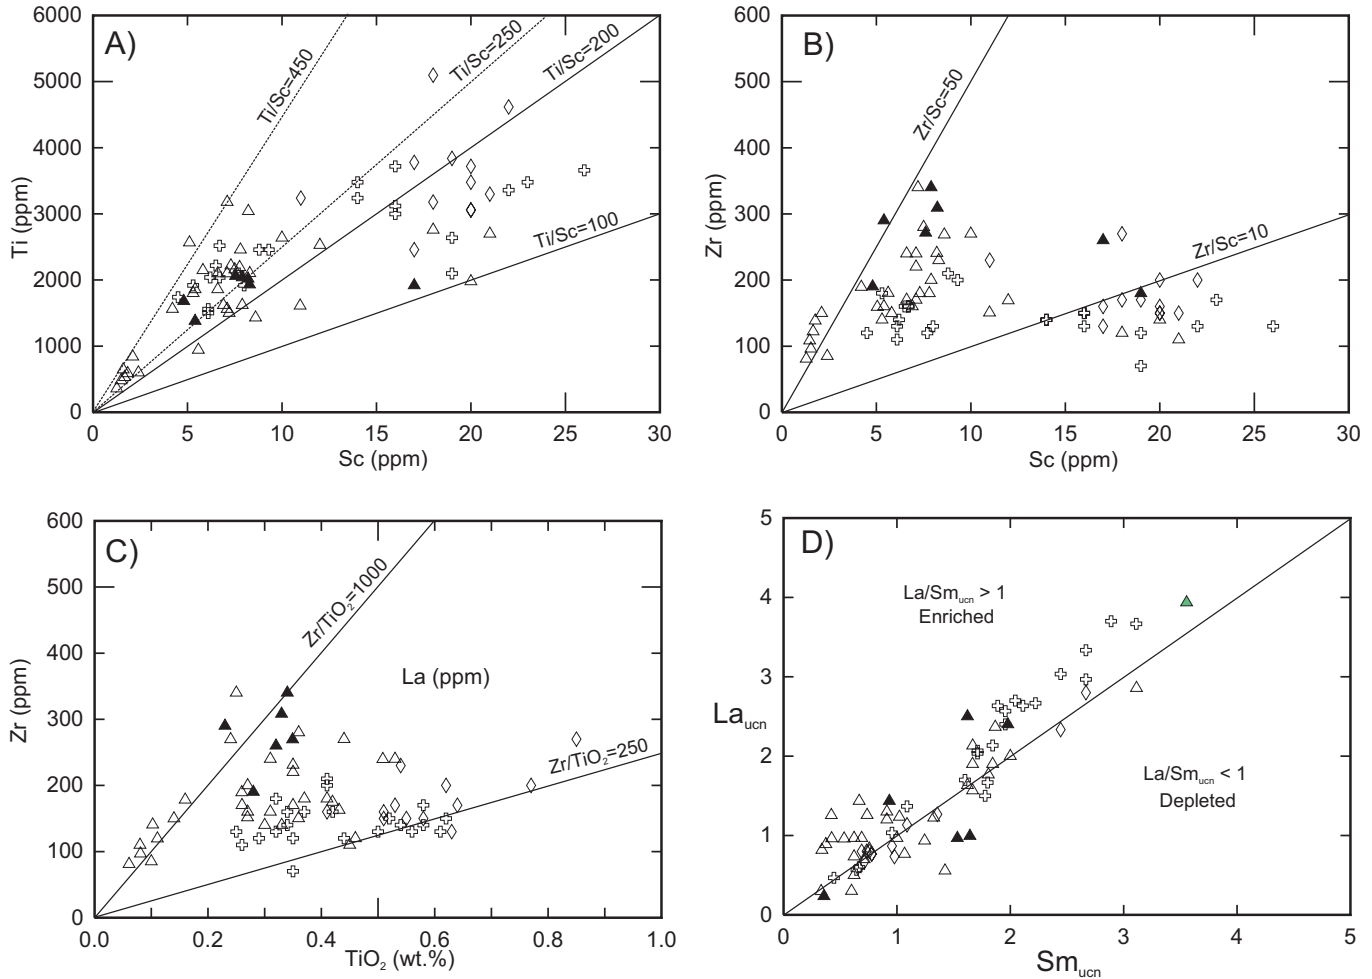 A)
6000
5000
4000
3000
2000
1000
0
Ti (ppm)
Ti/Sc=450
Ti/Sc=250
Ti/Sc=200
Ti/Sc=100
0 5 10 15 20 25 30
Sc (ppm)
B)
600
500
400
300
200
100
0
Zr (ppm)
Zr/Sc=50
Zr/Sc=10
0 5 10 15 20 25 30
Sc (ppm)
C)
600
500
400
300
200
100
0
Zr (ppm)
Zr/TiO₂=1000
La (ppm)
Zr/TiO₂=250
0.0 0.2 0.4 0.6 0.8 1.0
TiO₂ (wt.%)
D)
5
4
3
2
1
0
Laucn
La/Smucn > 1
Enriched
La/Smucn < 1
Depleted
0 1 2 3 4 5
Smucn